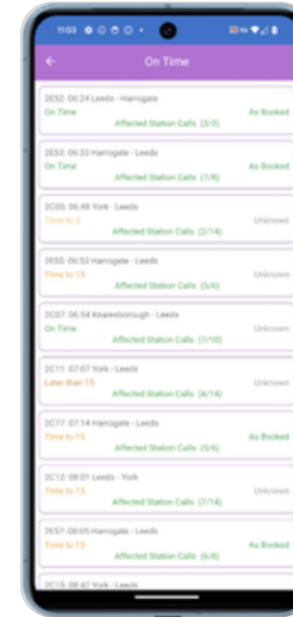 11:03
On Time
2E52: 06:24 Leeds - Harrogate
On Time As Booked
Affected Station Calls (3/3)
2E53: 06:33 Harrogate - Leeds
On Time As Booked
Affected Station Calls (7/8)
2C05: 06:48 York - Leeds
Time to 3 Unknown
Affected Station Calls (2/14)
2E55: 06:53 Harrogate - Leeds
Time to 15 Unknown
Affected Station Calls (5/6)
2C07: 06:54 Knaresborough - Leeds
On Time Unknown
Affected Station Calls (7/10)
2C11: 07:07 York - Leeds
Later than 15 Unknown
Affected Station Calls (4/14)
2C77: 07:14 Harrogate - Leeds
Time to 15 As Booked
Affected Station Calls (5/6)
2C12: 08:01 Leeds - York
Time to 15 Unknown
Affected Station Calls (7/14)
2E57: 08:05 Harrogate - Leeds
Time to 15 As Booked
Affected Station Calls (6/8)
2C15: 08:42 York - Leeds